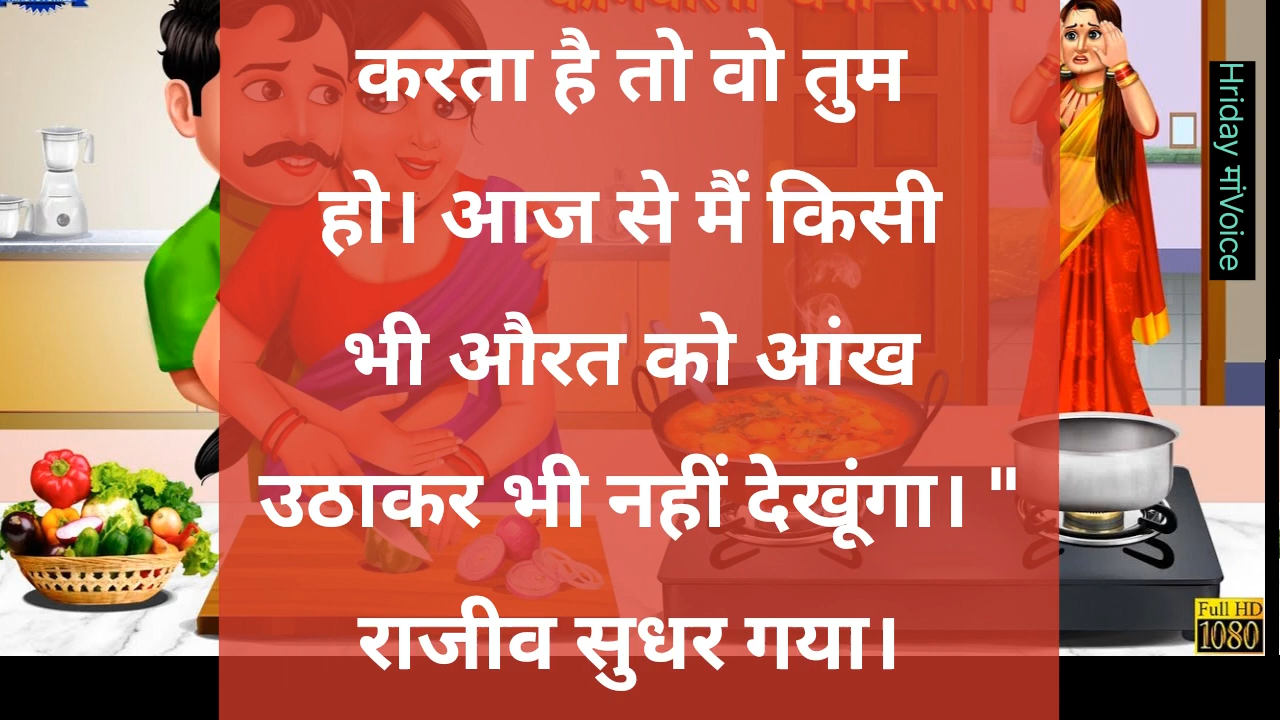 करता है तो वो तुम
हो। आज से मैं किसी
भी औरत को आंख
उठाकर भी नहीं देखूंगा। "
राजीव सुधर गया।
Hriday मांVoice
Full HD
1080